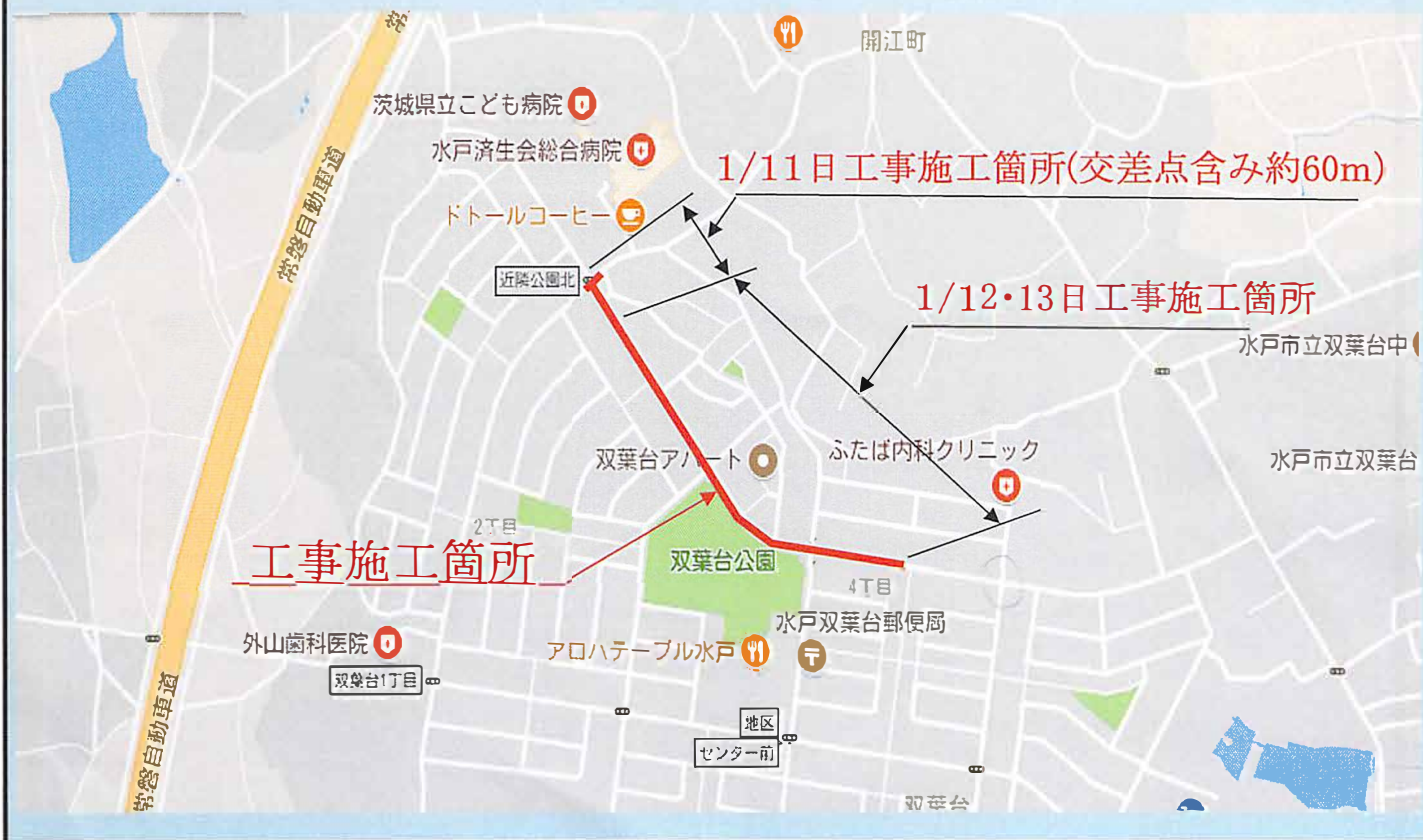 常
開江町
茨城県立こども病院
水戸済生会総合病院
1/11日工事施工箇所(交差点含み約60m)
ドトールコーヒー
常磐自動車道
近隣公園北
1/12・13日工事施工箇所
水戸市立双葉台中
双葉台アパート
ふたば内科クリニック
水戸市立双葉台
2丁目
工事施工箇所
双葉台公園
4丁目
水戸双葉台郵便局
外山歯科医院
アロハテーブル水戸
双葉台1丁目
常磐自動車道
地区
センター前
双葉台